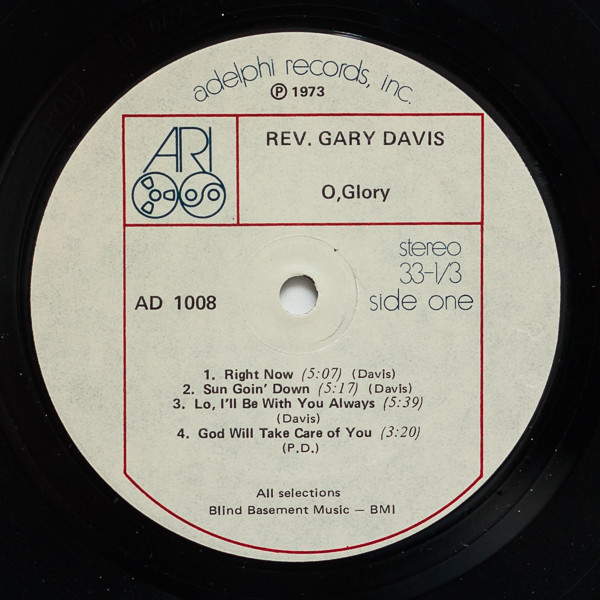 adelphi records, inc.
℗ 1973
ARI
REV. GARY DAVIS
O,Glory
stereo
33-1/3
AD 1008
side one
1. Right Now (5:07) (Davis)
2. Sun Goin' Down (5:17) (Davis)
3. Lo, I'll Be With You Always (5:39)
(Davis)
4. God Will Take Care of You (3:20)
(P.D.)
All selections
Blind Basement Music — BMI